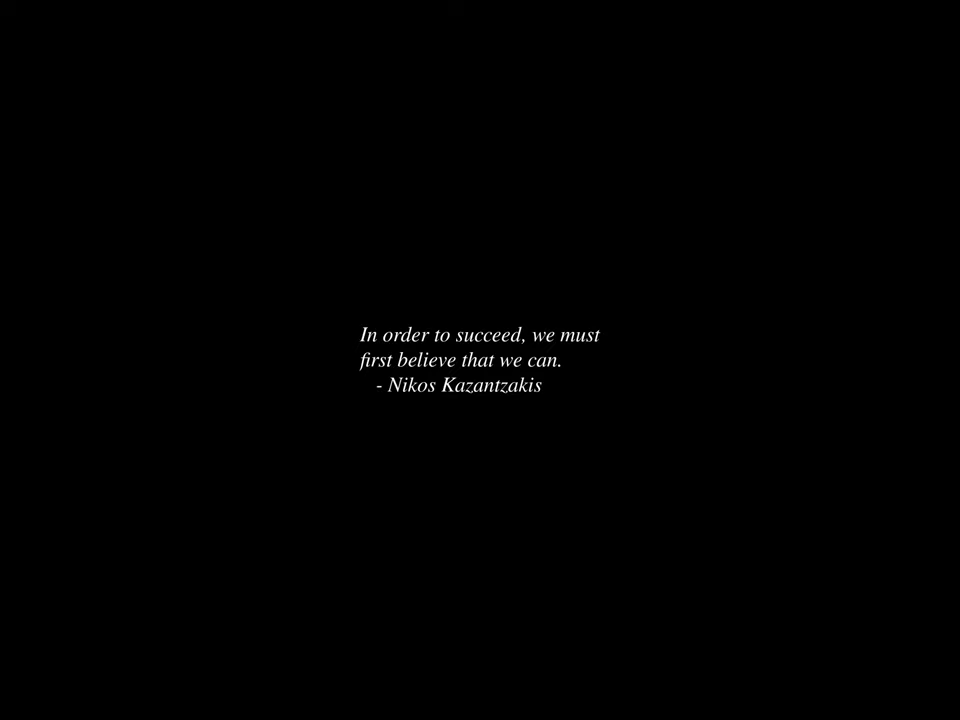 In order to succeed, we must
first believe that we can.
- Nikos Kazantzakis